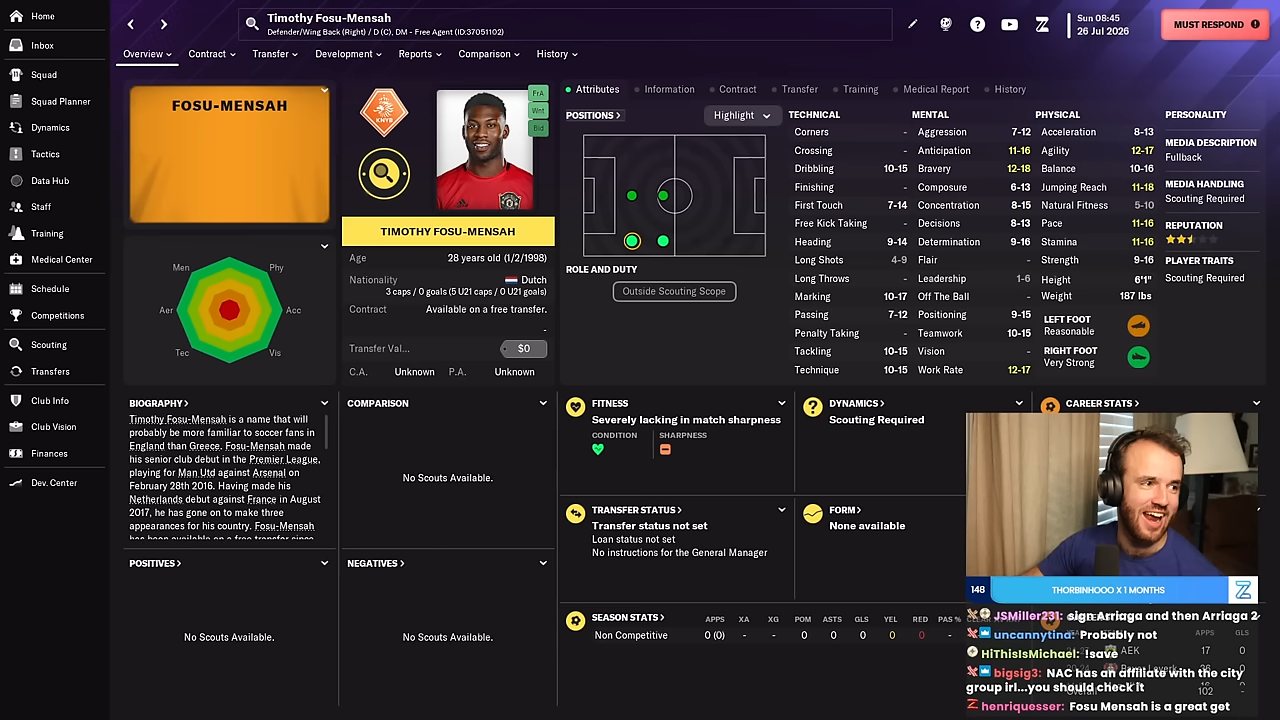 Home
Inbox
Squad
Squad Planner
Dynamics
Tactics
Data Hub
Staff
Training
Medical Center
Schedule
Competitions
Scouting
Transfers
Club Info
Club Vision
Finances
Dev. Center
Timothy Fosu-Mensah
Defender/Wing Back (Right) / D (C), DM - Free Agent (ID:37051102)
Sun 08:45
26 Jul 2026
MUST RESPOND
Overview Contract Transfer Development Reports Comparison History
FOSU-MENSAH
KNVB
FrA
Wnt
Bid
TIMOTHY FOSU-MENSAH
Age 28 years old (1/2/1998)
Nationality Dutch
3 caps / 0 goals (5 U21 caps / 0 U21 goals)
Contract Available on a free transfer.
-
Transfer Val... $0
C.A. Unknown P.A. Unknown
Men Phy
Aer Acc
Tec Vis
Attributes Information Contract Transfer Training Medical Report History
POSITIONS Highlight
ROLE AND DUTY
Outside Scouting Scope
TECHNICAL
Corners -
Crossing -
Dribbling 10-15
Finishing -
First Touch 7-14
Free Kick Taking -
Heading 9-14
Long Shots 4-9
Long Throws -
Marking 10-17
Passing 7-12
Penalty Taking -
Tackling 10-15
Technique 10-15
MENTAL
Aggression 7-12
Anticipation 11-16
Bravery 12-18
Composure 6-13
Concentration 8-15
Decisions 8-13
Determination 9-16
Flair -
Leadership 1-6
Off The Ball -
Positioning 9-15
Teamwork 10-15
Vision -
Work Rate 12-17
PHYSICAL
Acceleration 8-13
Agility 12-17
Balance 10-16
Jumping Reach 11-18
Natural Fitness 5-10
Pace 11-16
Stamina 11-16
Strength 9-16
Height 6'1"
Weight 187 lbs
LEFT FOOT
Reasonable
RIGHT FOOT
Very Strong
PERSONALITY
MEDIA DESCRIPTION
Fullback
MEDIA HANDLING
Scouting Required
REPUTATION
PLAYER TRAITS
Scouting Required
BIOGRAPHY
Timothy Fosu-Mensah is a name that will
probably be more familiar to soccer fans in
England than Greece. Fosu-Mensah made
his senior club debut in the Premier League,
playing for Man Utd against Arsenal on
February 28th 2016. Having made his
Netherlands debut against France in August
2017, he has gone on to make three
appearances for his country. Fosu-Mensah
has been available on a free transfer since
COMPARISON
No Scouts Available.
POSITIVES
No Scouts Available.
NEGATIVES
No Scouts Available.
FITNESS
Severely lacking in match sharpness
CONDITION SHARPNESS
DYNAMICS
Scouting Required
CAREER STATS
TRANSFER STATUS
Transfer status not set
Loan status not set
No instructions for the General Manager
FORM
None available
SEASON STATS APPS XA XG POM ASTS GLS YEL RED PAS %
Non Competitive 0 (0) - - 0 0 0 0 0 -
148 THORBINHOOO X 1 MONTHS
JSMiller231: sign Arriaga and then Arriaga 2
uncannytina: Probably not
APPS GLS
HiThisIsMichael: !save
AEK 17 0
bigsig3: NAC has an affiliate with the city
group irl...you should check it
102 -
henriquesser: Fosu Mensah is a great get